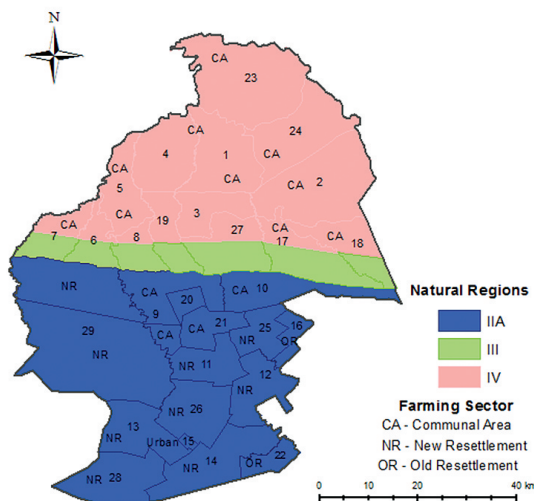 N
CA
23
CA
24
4
1
CA
CA
CA
CA 2
5
CA
19
3
CA
CA
7
6
8
27
17
CA
18
NR
CA
20
CA 10
9
CA
21
25
16
29
CA
NR
OR
NR
NR 11
12
NR
NR 26
13
NR
Urban 15
NR 28
NR 14
OR 22
Natural Regions
IIA
III
IV
Farming Sector
CA - Communal Area
NR - New Resettlement
OR - Old Resettlement
0 10 20 40 km